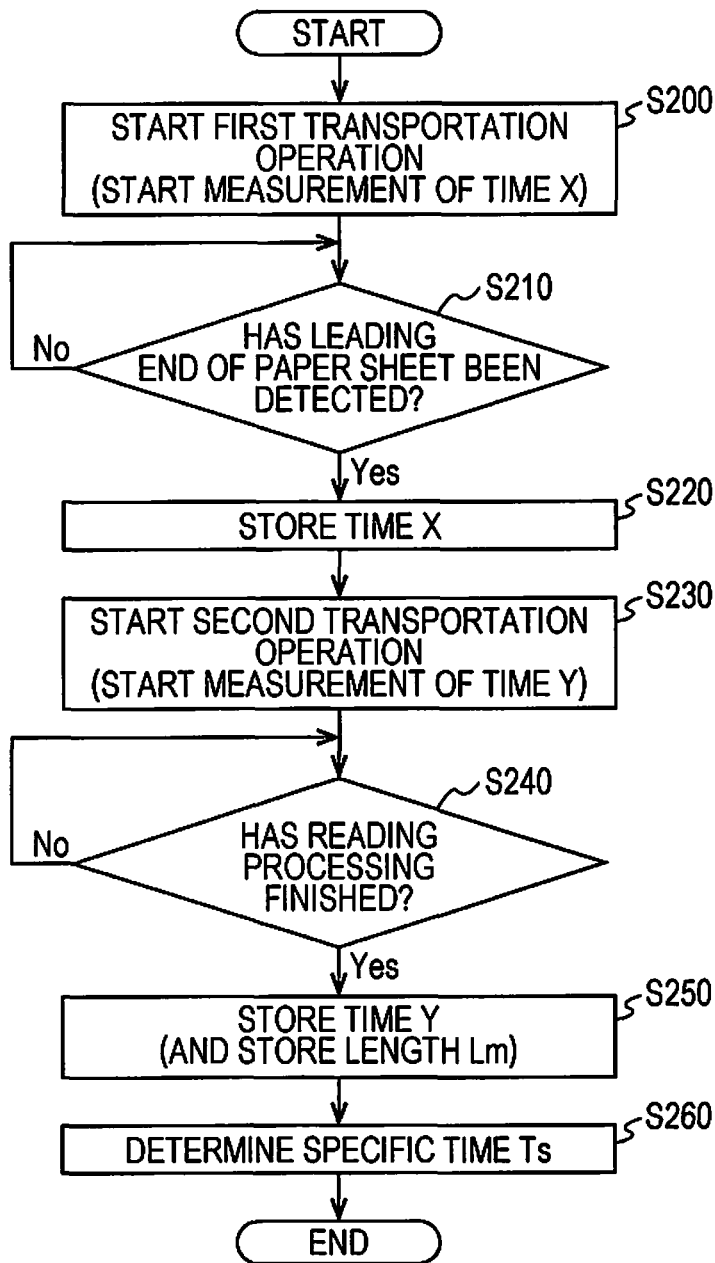 START
S200
START FIRST TRANSPORTATION
OPERATION
(START MEASUREMENT OF TIME X)
S210
HAS LEADING
END OF PAPER SHEET BEEN
DETECTED?
No
Yes
S220
STORE TIME X
S230
START SECOND TRANSPORTATION
OPERATION
(START MEASUREMENT OF TIME Y)
S240
HAS READING
PROCESSING
FINISHED?
No
Yes
S250
STORE TIME Y
(AND STORE LENGTH Lm)
S260
DETERMINE SPECIFIC TIME Ts
END